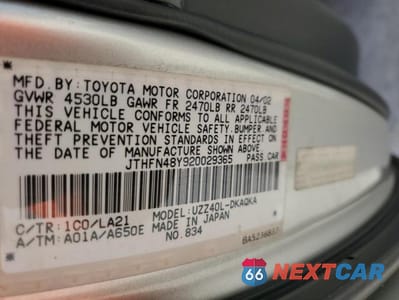 MFD.BY:TOYOTA MOTOR CORPORATION 04/02
GVWR 4530LB GAWR FR 2470LB RR 2470LB
THIS VEHICLE CONFORMS TO ALL APPLICABLE
FEDERAL MOTOR VEHICLE SAFETY,BUMPER,AND
THEFT PREVENTION STANDARDS IN EFFECT ON
THE DATE OF MANUFACTURE SHOWN ABOVE.
JTHFN48Y920029365 PASS.CAR
C/TR:1C0/LA21 MODEL:UZZ40L-DKAQKA
A/TM:A01A/A650E MADE IN JAPAN
NO.834
66 NEXTCAR